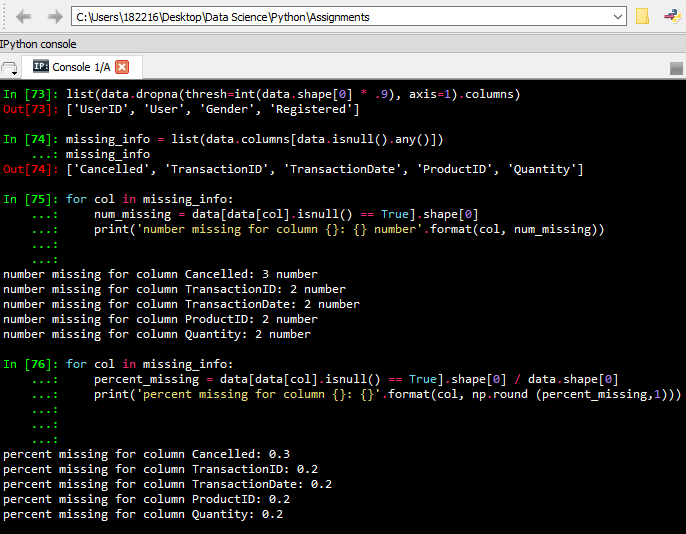 C:\Users\182216\Desktop\Data Science\Python\Assignments
IPython console
IP: Console 1/A
In [73]: list(data.dropna(thresh=int(data.shape[0] * .9), axis=1).columns)
Out[73]: ['UserID', 'User', 'Gender', 'Registered']
In [74]: missing_info = list(data.columns[data.isnull().any()])
...: missing_info
Out[74]: ['Cancelled', 'TransactionID', 'TransactionDate', 'ProductID', 'Quantity']
In [75]: for col in missing_info:
...: num_missing = data[data[col].isnull() == True].shape[0]
...: print('number missing for column {}: {} number'.format(col, num_missing))
...:
...:
number missing for column Cancelled: 3 number
number missing for column TransactionID: 2 number
number missing for column TransactionDate: 2 number
number missing for column ProductID: 2 number
number missing for column Quantity: 2 number
In [76]: for col in missing_info:
...: percent_missing = data[data[col].isnull() == True].shape[0] / data.shape[0]
...: print('percent missing for column {}: {}'.format(col, np.round (percent_missing,1)))
...:
...:
...:
percent missing for column Cancelled: 0.3
percent missing for column TransactionID: 0.2
percent missing for column TransactionDate: 0.2
percent missing for column ProductID: 0.2
percent missing for column Quantity: 0.2